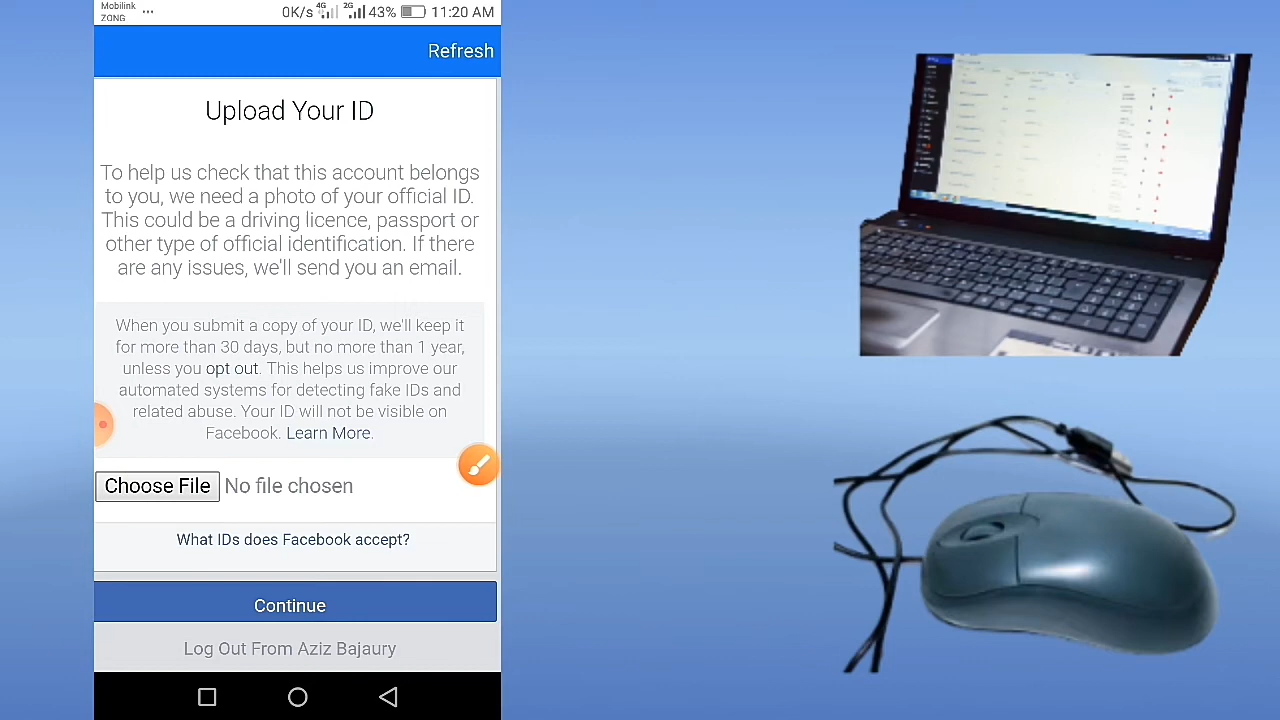 Mobilink
ZONG ... 0K/s 4G 2G 43% 11:20 AM
Refresh
Upload Your ID
To help us check that this account belongs
to you, we need a photo of your official ID.
This could be a driving licence, passport or
other type of official identification. If there
are any issues, we'll send you an email.
When you submit a copy of your ID, we'll keep it
for more than 30 days, but no more than 1 year,
unless you opt out. This helps us improve our
automated systems for detecting fake IDs and
related abuse. Your ID will not be visible on
Facebook. Learn More.
Choose File No file chosen
What IDs does Facebook accept?
Continue
Log Out From Aziz Bajaury